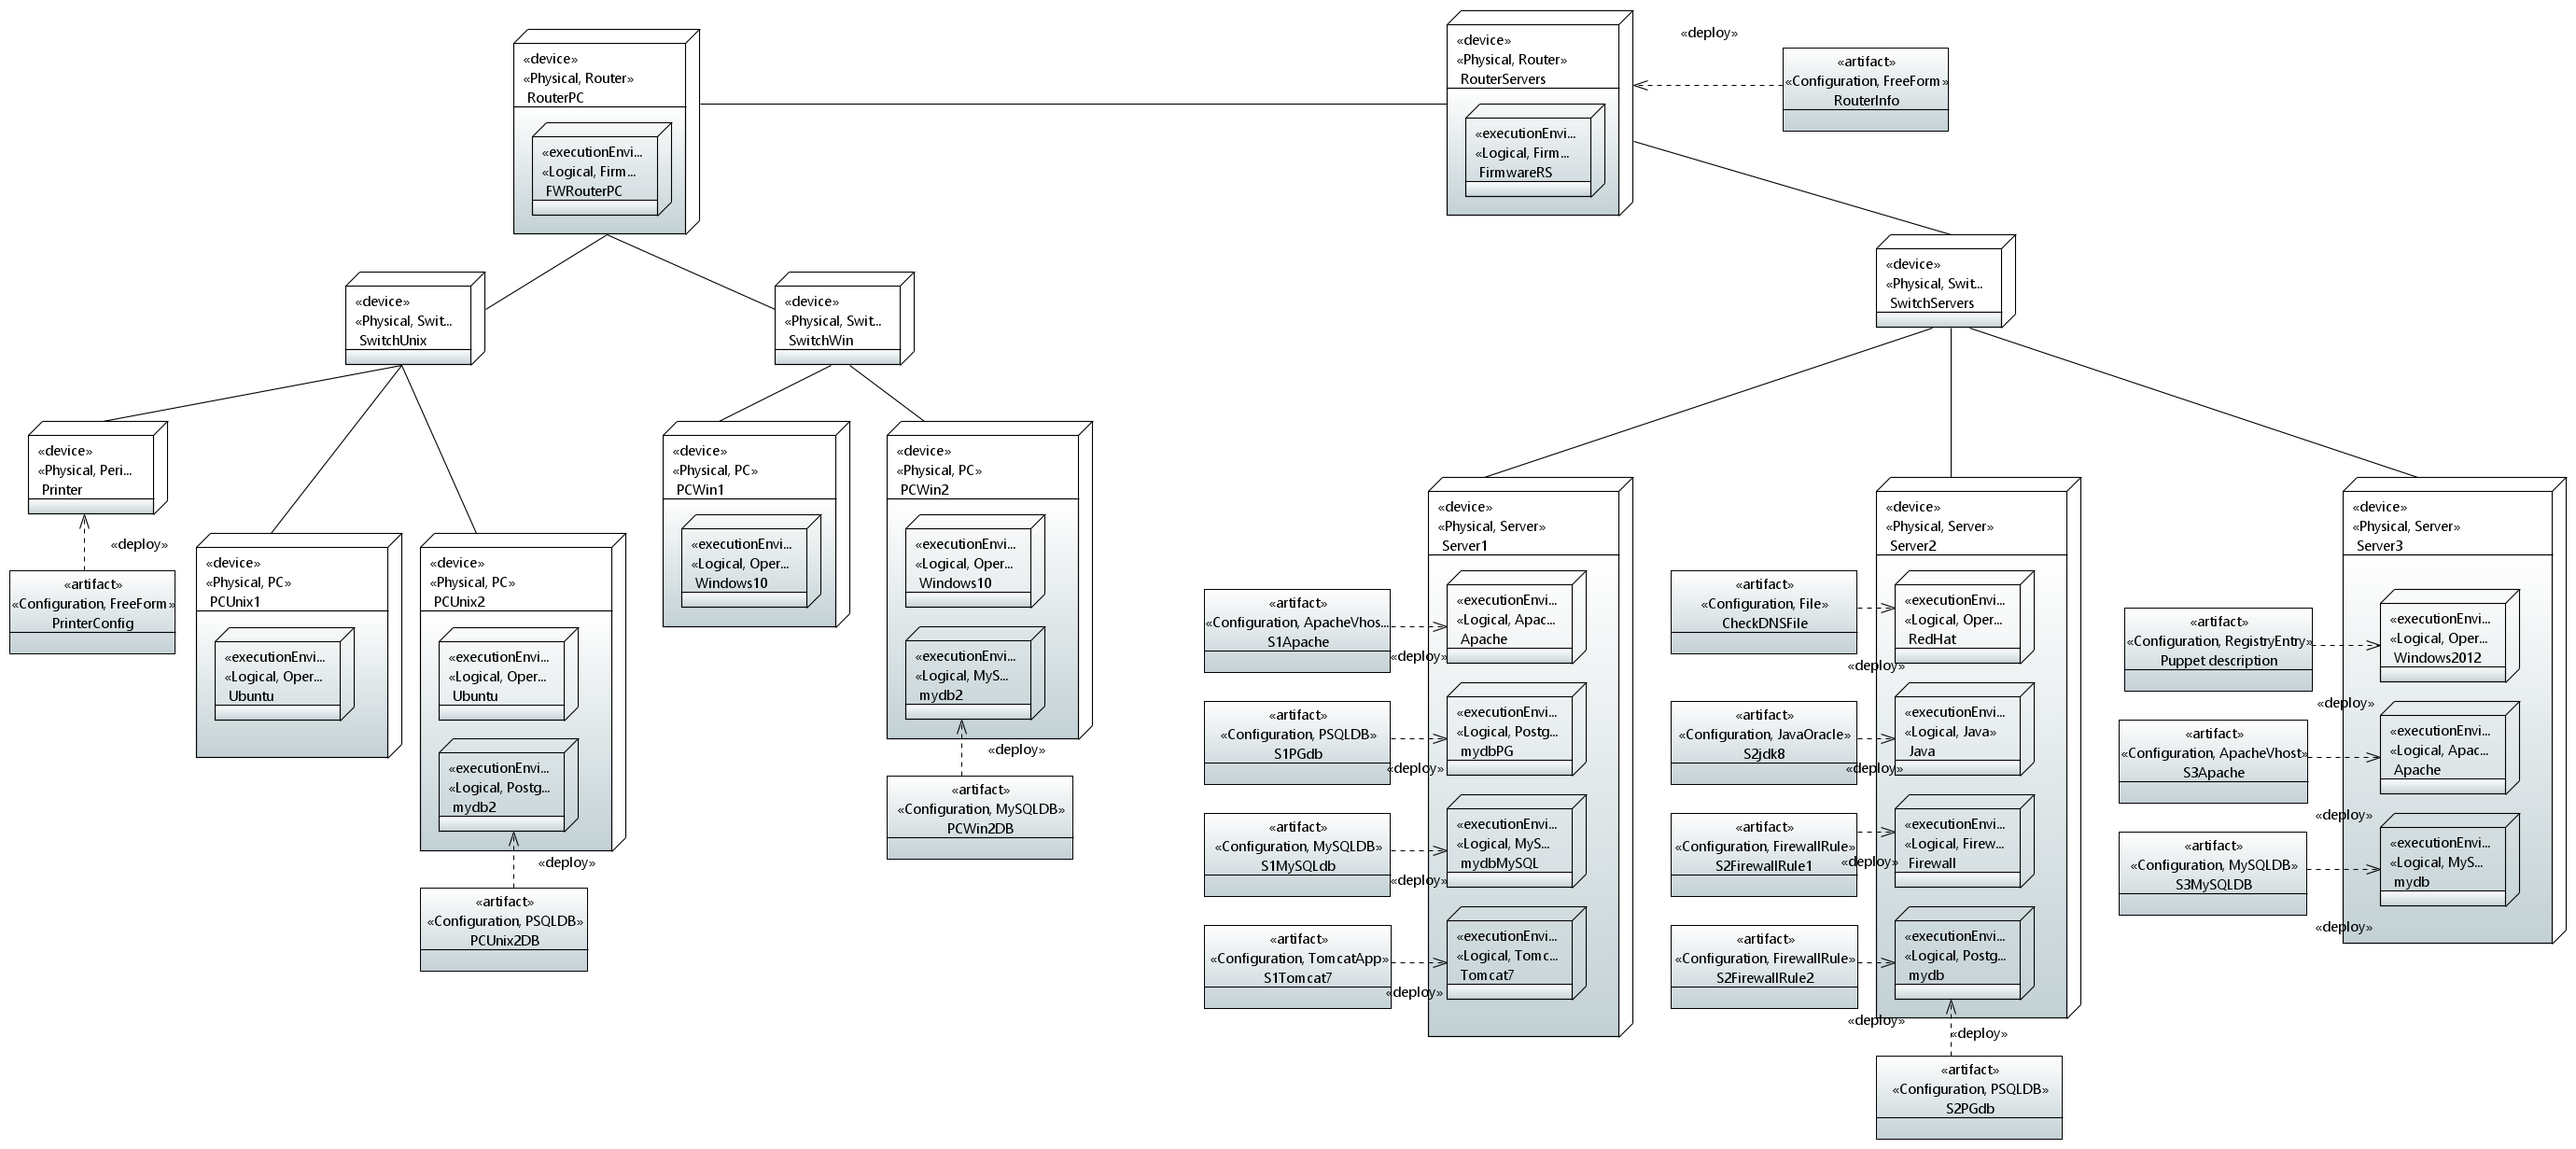 «device»
«Physical, Router»
RouterPC
«executionEnvi...
«Logical, Firm...
FWRouterPC
«device»
«Physical, Router»
RouterServers
«executionEnvi...
«Logical, Firm...
FirmwareRS
«deploy»
«artifact»
«Configuration, FreeForm»
RouterInfo
«device»
«Physical, Swit...
SwitchUnix
«device»
«Physical, Swit...
SwitchWin
«device»
«Physical, Swit...
SwitchServers
«device»
«Physical, Peri...
Printer
«deploy»
«artifact»
«Configuration, FreeForm»
PrinterConfig
«device»
«Physical, PC»
PCUnix1
«executionEnvi...
«Logical, Oper...
Ubuntu
«device»
«Physical, PC»
PCUnix2
«executionEnvi...
«Logical, Oper...
Ubuntu
«executionEnvi...
«Logical, Postg...
mydb2
«deploy»
«artifact»
«Configuration, PSQLDB»
PCUnix2DB
«device»
«Physical, PC»
PCWin1
«executionEnvi...
«Logical, Oper...
Windows10
«device»
«Physical, PC»
PCWin2
«executionEnvi...
«Logical, Oper...
Windows10
«executionEnvi...
«Logical, MyS...
mydb2
«deploy»
«artifact»
«Configuration, MySQLDB»
PCWin2DB
«device»
«Physical, Server»
Server1
«artifact»
«Configuration, ApacheVhos...
S1Apache
«deploy»
«executionEnvi...
«Logical, Apac...
Apache
«artifact»
«Configuration, PSQLDB»
S1PGdb
«deploy»
«executionEnvi...
«Logical, Postg...
mydbPG
«artifact»
«Configuration, MySQLDB»
S1MySQLdb
«deploy»
«executionEnvi...
«Logical, MyS...
mydbMySQL
«artifact»
«Configuration, TomcatApp»
S1Tomcat7
«deploy»
«executionEnvi...
«Logical, Tomc...
Tomcat7
«device»
«Physical, Server»
Server2
«artifact»
«Configuration, File»
CheckDNSFile
«deploy»
«executionEnvi...
«Logical, Oper...
RedHat
«artifact»
«Configuration, JavaOracle»
S2jdk8
«deploy»
«executionEnvi...
«Logical, Java»
Java
«artifact»
«Configuration, FirewallRule»
S2FirewallRule1
«deploy»
«executionEnvi...
«Logical, Firew...
Firewall
«artifact»
«Configuration, FirewallRule»
S2FirewallRule2
«deploy»
«executionEnvi...
«Logical, Postg...
mydb
«deploy»
«artifact»
«Configuration, PSQLDB»
S2PGdb
«device»
«Physical, Server»
Server3
«artifact»
«Configuration, RegistryEntry»
Puppet description
«deploy»
«executionEnvi...
«Logical, Oper...
Windows2012
«artifact»
«Configuration, ApacheVhost»
S3Apache
«deploy»
«executionEnvi...
«Logical, Apac...
Apache
«artifact»
«Configuration, MySQLDB»
S3MySQLDB
«deploy»
«executionEnvi...
«Logical, MyS...
mydb